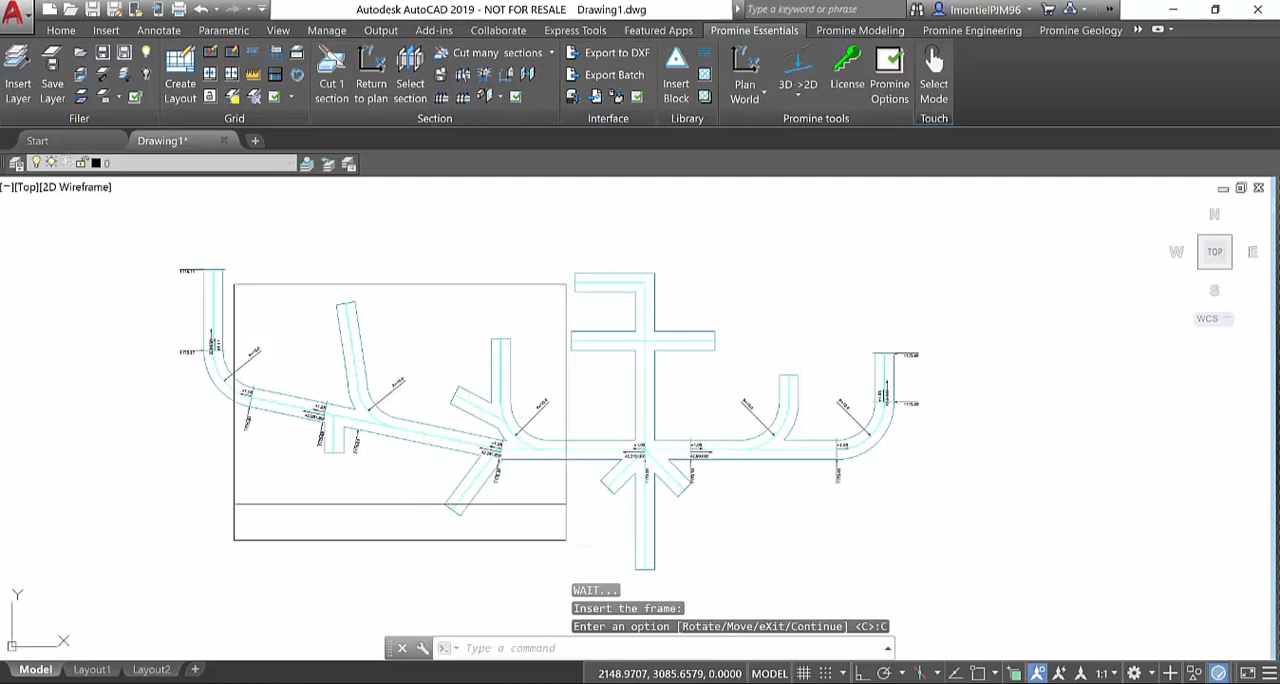 Autodesk AutoCAD 2019 - NOT FOR RESALE Drawing1.dwg
Type a keyword or phrase
lmontielPJM96
Home Insert Annotate Parametric View Manage Output Add-ins Collaborate Express Tools Featured Apps Promine Essentials Promine Modeling Promine Engineering Promine Geology
Cut many sections
Export to DXF
Export Batch
Insert Layer
Save Layer
Create Layout
Cut 1 section
Return to plan
Select section
Insert Block
Plan World
3D->2D
License
Promine Options
Select Mode
Filer Grid Section Interface Library Promine tools Touch
Start Drawing1* +
0
[−][Top][2D Wireframe]
N
W TOP E
S
WCS
WAIT...
Insert the frame:
Enter an option [Rotate/Move/eXit/Continue] <C>:C
Y
X
Type a command
Model Layout1 Layout2 +
2148.9707, 3085.6579, 0.0000 MODEL 1:1